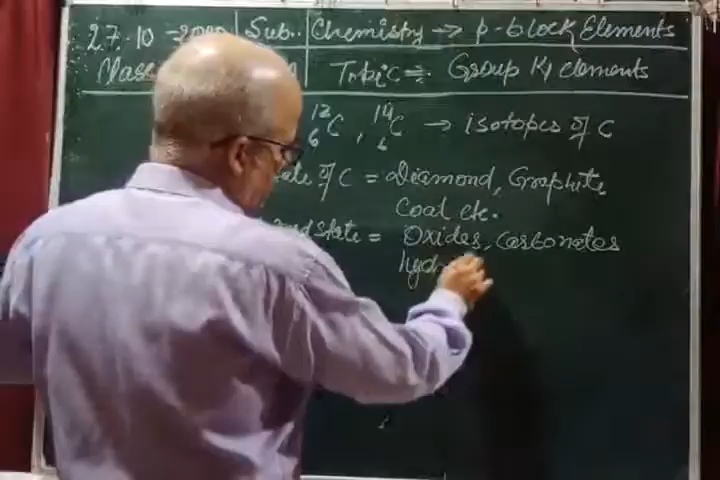 27.10-20 Sub.. Chemistry → p-block Elements
Class Topic ⇒ Group 14 elements
¹²₆C , ¹⁴₆C → isotopes of C
ate of C = Diamond, Graphite
Coal etc.
nd state = Oxides, Carbonates
hyd